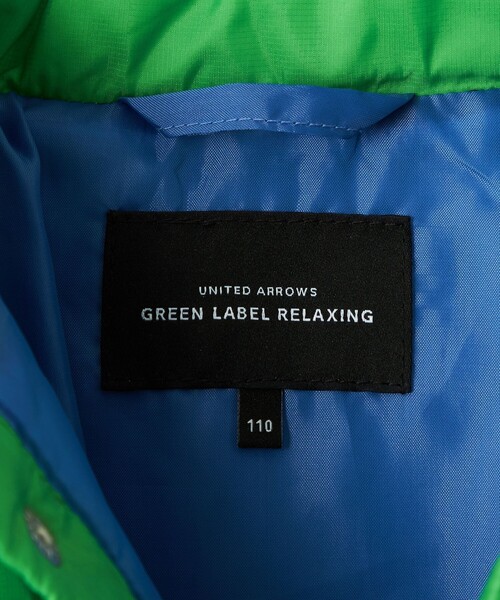 UNITED ARROWS
GREEN LABEL RELAXING
110